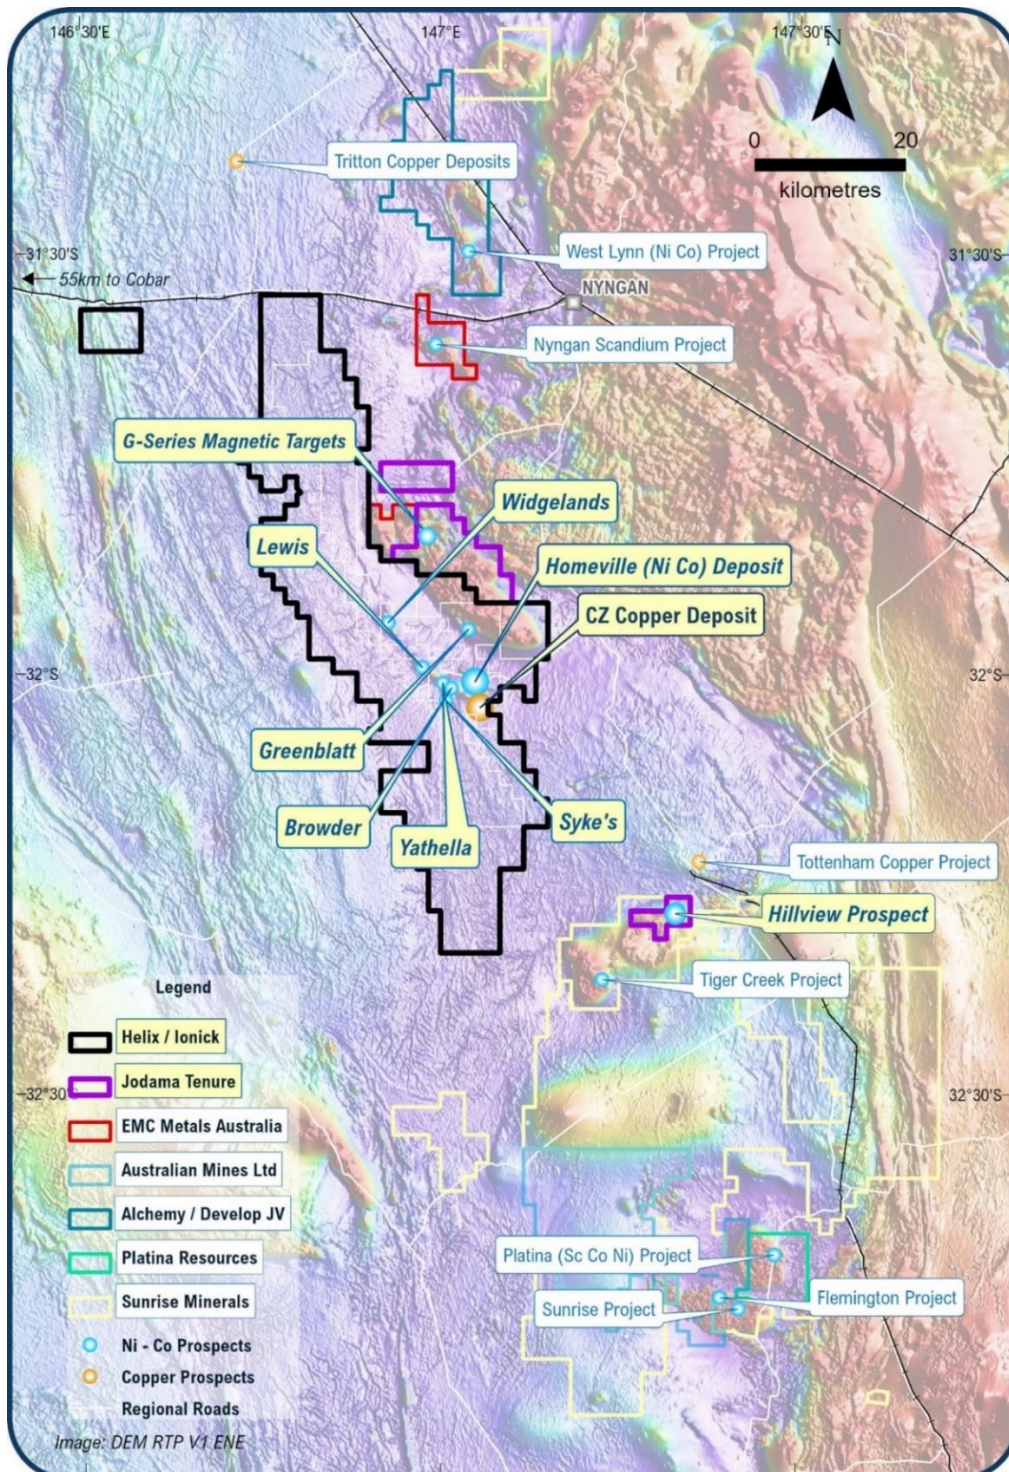 146°30'E
147°E
147°30'E
N
0 20
kilometres
Tritton Copper Deposits
31°30'S
West Lynn (Ni Co) Project
31°30'S
55km to Cobar
NYNGAN
Nyngan Scandium Project
G-Series Magnetic Targets
Widgelands
Lewis
Homeville (Ni Co) Deposit
CZ Copper Deposit
32°S
32°S
Greenblatt
Browder
Yathella
Syke's
Tottenham Copper Project
Hillview Prospect
Tiger Creek Project
Legend
Helix / Ionick
Jodama Tenure
32°30'S
32°30'S
EMC Metals Australia
Australian Mines Ltd
Alchemy / Develop JV
Platina Resources
Sunrise Minerals
Ni - Co Prospects
Copper Prospects
Regional Roads
Image: DEM RTP V1 ENE
Platina (Sc Co Ni) Project
Flemington Project
Sunrise Project